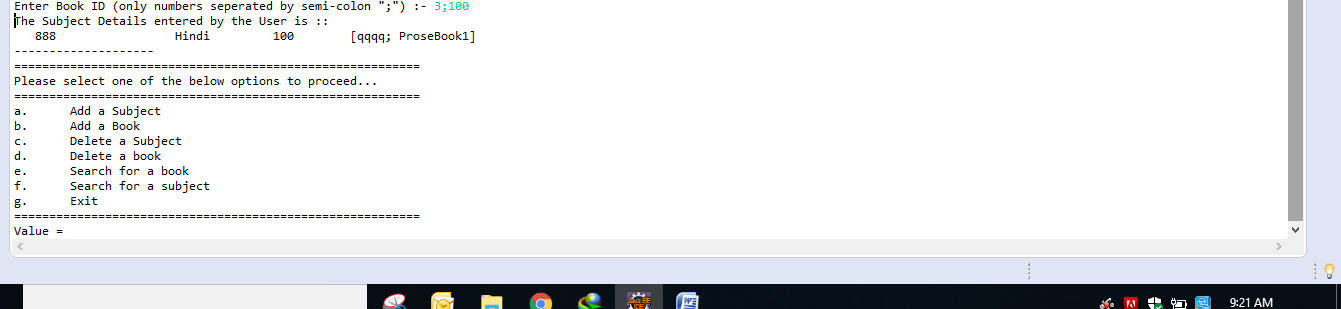 Enter Book ID (only numbers seperated by semi-colon ";") :- 3;100
The Subject Details entered by the User is ::
888 Hindi 100 [qqqq; ProseBook1]
--------------------
==========================================================
Please select one of the below options to proceed...
==========================================================
a. Add a Subject
b. Add a Book
c. Delete a Subject
d. Delete a book
e. Search for a book
f. Search for a subject
g. Exit
==========================================================
Value =
9:21 AM